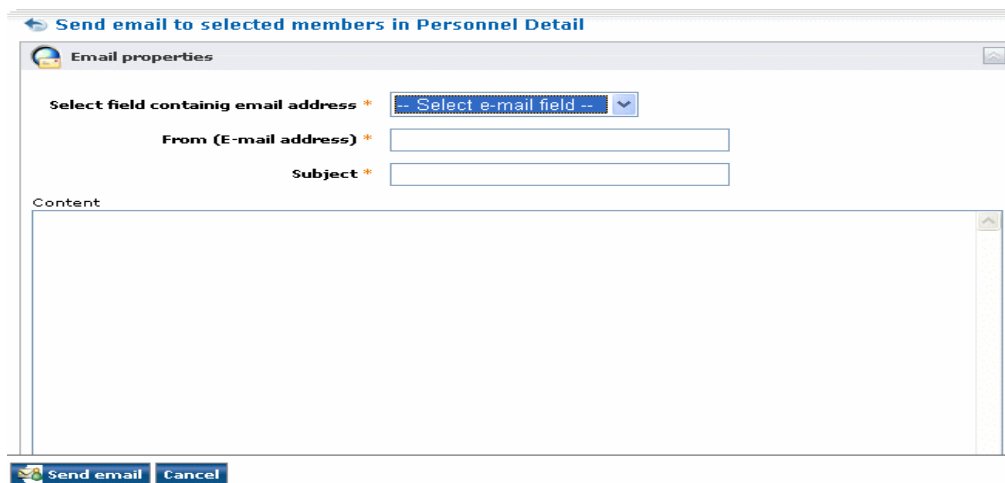 Send email to selected members in Personnel Detail
Email properties
Select field containig email address *
-- Select e-mail field --
From (E-mail address) *
Subject *
Content
Send email Cancel